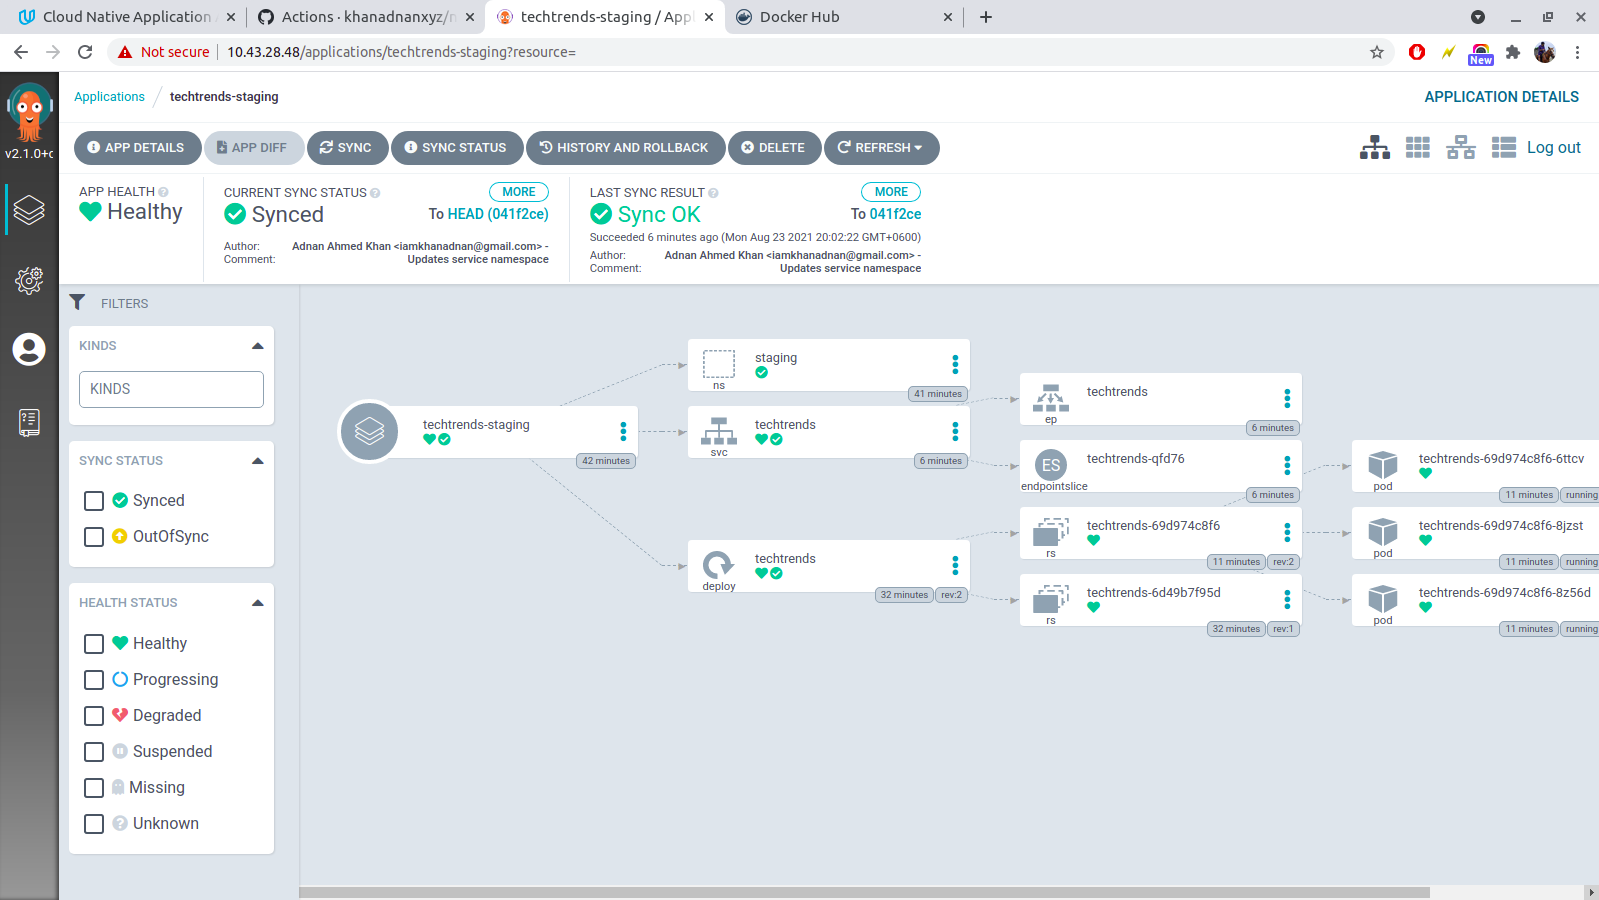 Cloud Native Application
Actions · khanadnanxyz/n
techtrends-staging / Appl
Docker Hub
Not secure
10.43.28.48/applications/techtrends-staging?resource=
New
v2.1.0+c
Applications
techtrends-staging
APPLICATION DETAILS
APP DETAILS
APP DIFF
SYNC
SYNC STATUS
HISTORY AND ROLLBACK
DELETE
REFRESH
Log out
APP HEALTH
Healthy
CURRENT SYNC STATUS
MORE
Synced
To HEAD (041f2ce)
Author: Adnan Ahmed Khan <iamkhanadnan@gmail.com> -
Comment: Updates service namespace
LAST SYNC RESULT
MORE
Sync OK
To 041f2ce
Succeeded 6 minutes ago (Mon Aug 23 2021 20:02:22 GMT+0600)
Author: Adnan Ahmed Khan <iamkhanadnan@gmail.com> -
Comment: Updates service namespace
FILTERS
KINDS
KINDS
SYNC STATUS
Synced
OutOfSync
HEALTH STATUS
Healthy
Progressing
Degraded
Suspended
Missing
Unknown
techtrends-staging
42 minutes
staging
ns
41 minutes
techtrends
svc
6 minutes
techtrends
deploy
32 minutes
rev:2
techtrends
ep
6 minutes
ES
techtrends-qfd76
endpointslice
6 minutes
techtrends-69d974c8f6
rs
11 minutes
rev:2
techtrends-6d49b7f95d
rs
32 minutes
rev:1
techtrends-69d974c8f6-6ttcv
pod
11 minutes
running
techtrends-69d974c8f6-8jzst
pod
11 minutes
running
techtrends-69d974c8f6-8z56d
pod
11 minutes
running